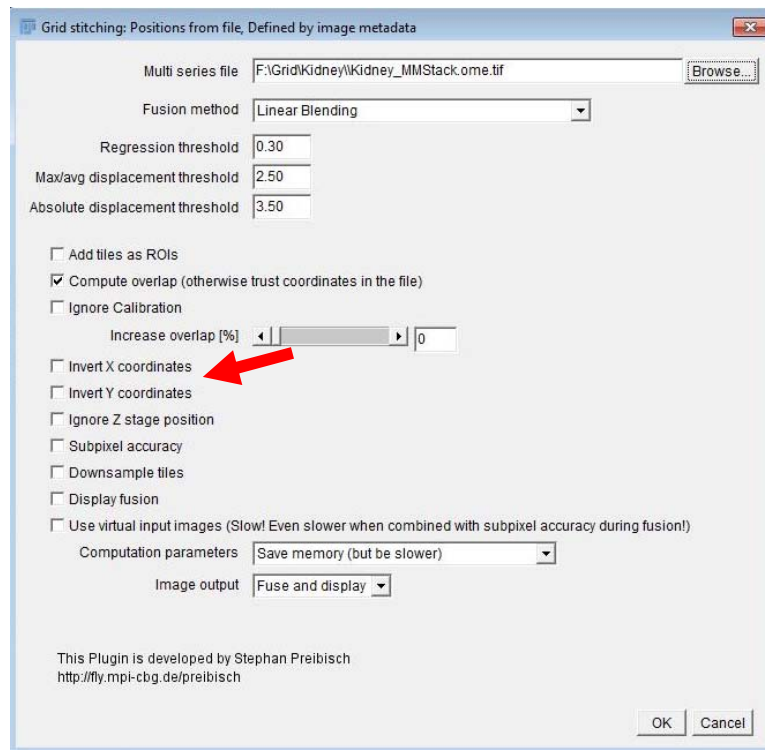 Grid stitching: Positions from file, Defined by image metadata
Multi series file F:\Grid\Kidney\\Kidney_MMStack.ome.tif Browse...
Fusion method Linear Blending
Regression threshold 0.30
Max/avg displacement threshold 2.50
Absolute displacement threshold 3.50
Add tiles as ROIs
Compute overlap (otherwise trust coordinates in the file)
Ignore Calibration
Increase overlap [%] 0
Invert X coordinates
Invert Y coordinates
Ignore Z stage position
Subpixel accuracy
Downsample tiles
Display fusion
Use virtual input images (Slow! Even slower when combined with subpixel accuracy during fusion!)
Computation parameters Save memory (but be slower)
Image output Fuse and display
This Plugin is developed by Stephan Preibisch
http://fly.mpi-cbg.de/preibisch
OK Cancel